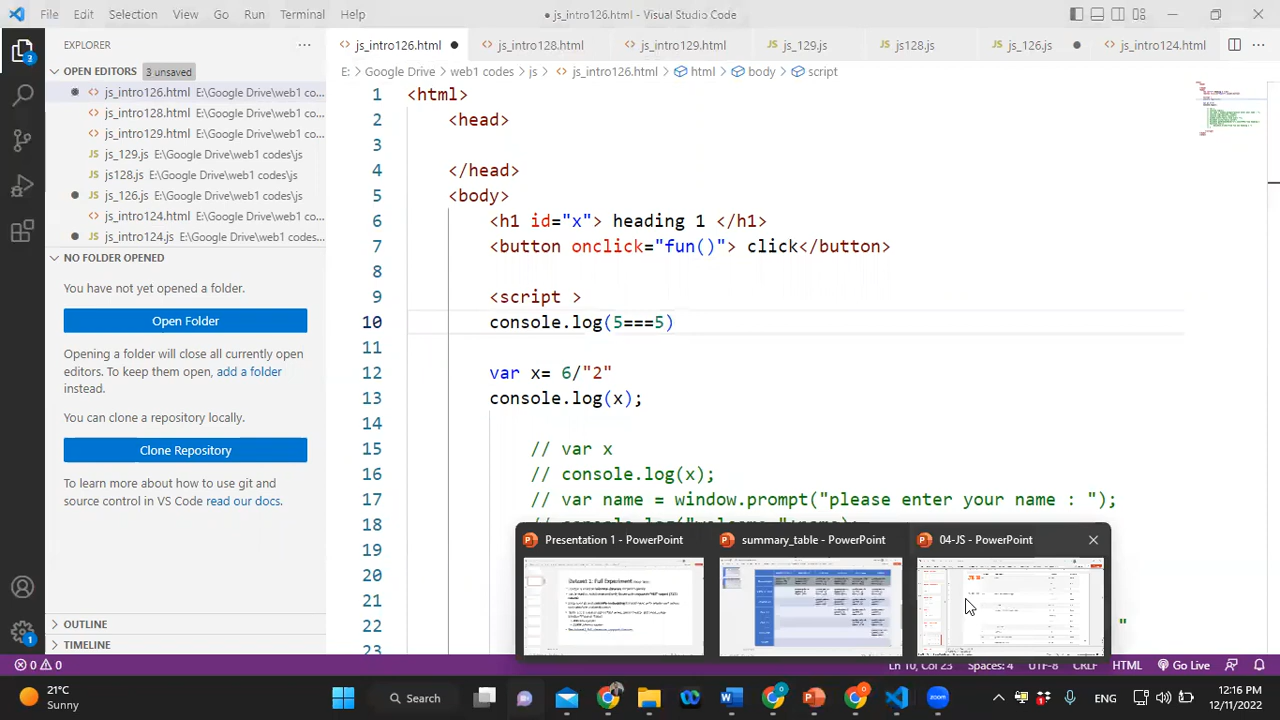 File Edit Selection View Go Run Terminal Help
● js_intro126.html - Visual Studio Code
EXPLORER
OPEN EDITORS 3 unsaved
js_intro126.html E:\Google Drive\web1 co...
js_intro128.html E:\Google Drive\web1 co...
js_intro129.html E:\Google Drive\web1 co...
js_129.js E:\Google Drive\web1 codes\js
js128.js E:\Google Drive\web1 codes\js
js_126.js E:\Google Drive\web1 codes\js
js_intro124.html E:\Google Drive\web1 co...
js_intro124.js E:\Google Drive\web1 codes...
NO FOLDER OPENED
You have not yet opened a folder.
Open Folder
Opening a folder will close all currently open
editors. To keep them open, add a folder
instead.
You can clone a repository locally.
Clone Repository
To learn more about how to use git and
source control in VS Code read our docs.
OUTLINE
TIMELINE
js_intro126.html js_intro128.html js_intro129.html js_129.js js128.js js_126.js js_intro124.html
E: > Google Drive > web1 codes > js > js_intro126.html > html > body > script
1 <html>
2 <head>
3
4 </head>
5 <body>
6 <h1 id="x"> heading 1 </h1>
7 <button onclick="fun()"> click</button>
8
9 <script >
10 console.log(5===5)
11
12 var x= 6/"2"
13 console.log(x);
14
15 // var x
16 // console.log(x);
17 // var name = window.prompt("please enter your name : ");
18
19
20
21
22 "
23
Presentation 1 - PowerPoint
summary_table - PowerPoint
04-JS - PowerPoint
Dataset 1: Full Experiment
0 0 Ln 10, Col 23 Spaces: 4 UTF-8 CRLF HTML Go Live
21°C
Sunny
Search
ENG
12:16 PM
12/11/2022